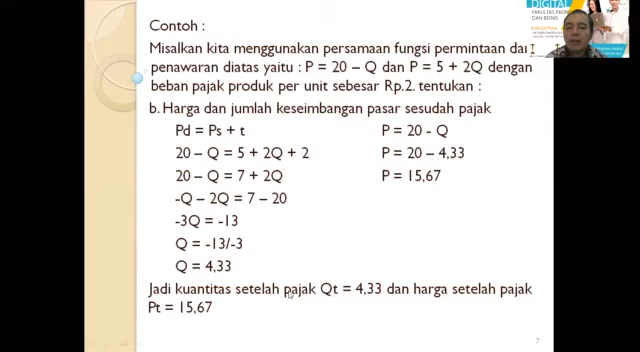 Contoh :
Misalkan kita menggunakan persamaan fungsi permintaan dan
penawaran diatas yaitu : P = 20 – Q dan P = 5 + 2Q dengan
beban pajak produk per unit sebesar Rp.2. tentukan :
b. Harga dan jumlah keseimbangan pasar sesudah pajak
Pd = Ps + t
20 – Q = 5 + 2Q + 2
20 – Q = 7 + 2Q
-Q – 2Q = 7 – 20
-3Q = -13
Q = -13/-3
Q = 4,33
P = 20 - Q
P = 20 – 4,33
P = 15,67
Jadi kuantitas setelah pajak Qt = 4,33 dan harga setelah pajak
Pt = 15,67
7
DIGITAL
FAKULTAS EKONO
DAN BISNIS